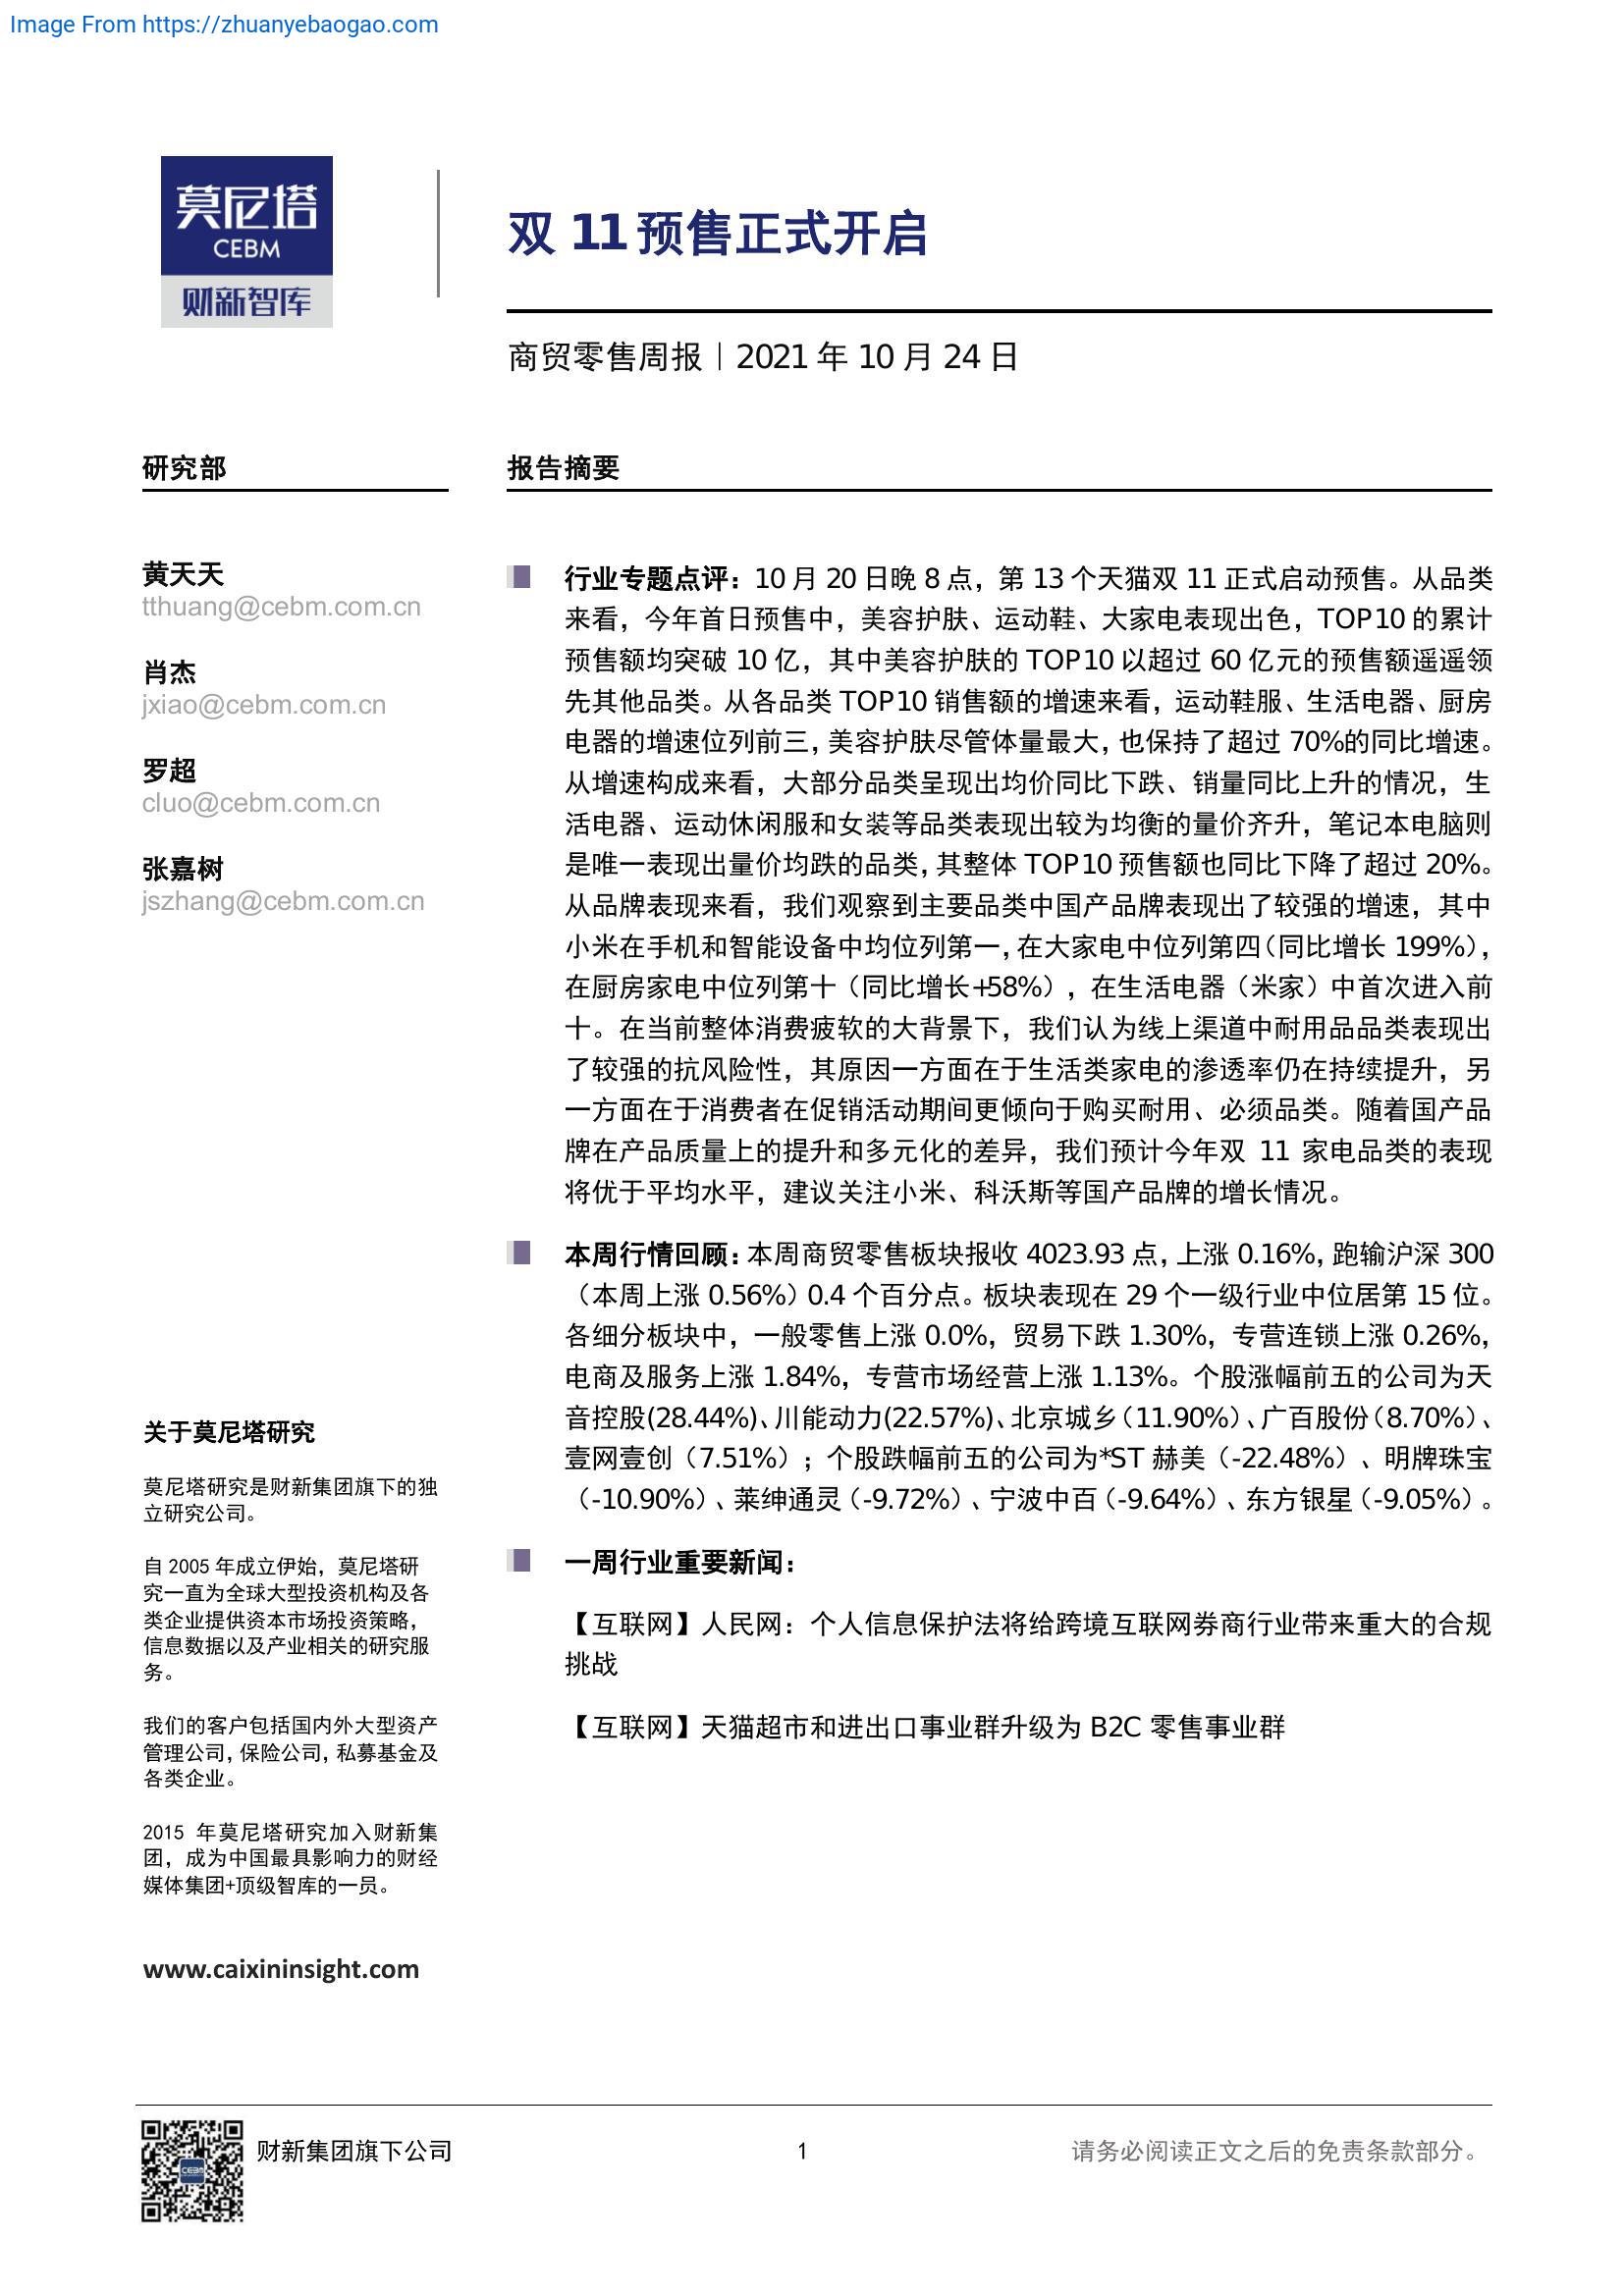 Image From https://zhuanyebaogao.com
莫尼塔
CEBM
财新智库
双 11 预售正式开启
商贸零售周报 | 2021 年 10 月 24 日
研究部
黄天天
tthuang@cebm.com.cn
肖杰
jxiao@cebm.com.cn
罗超
cluo@cebm.com.cn
张嘉树
jszhang@cebm.com.cn
关于莫尼塔研究
莫尼塔研究是财新集团旗下的独
立研究公司。
自 2005 年成立伊始，莫尼塔研
究一直为全球大型投资机构及各
类企业提供资本市场投资策略，
信息数据以及产业相关的研究服
务。
我们的客户包括国内外大型资产
管理公司，保险公司，私募基金及
各类企业。
2015 年莫尼塔研究加入财新集
团，成为中国最具影响力的财经
媒体集团+顶级智库的一员。
www.caixininsight.com
报告摘要
行业专题点评：10 月 20 日晚 8 点，第 13 个天猫双 11 正式启动预售。从品类
来看，今年首日预售中，美容护肤、运动鞋、大家电表现出色，TOP10 的累计
预售额均突破 10 亿，其中美容护肤的 TOP10 以超过 60 亿元的预售额遥遥领
先其他品类。从各品类 TOP10 销售额的增速来看，运动鞋服、生活电器、厨房
电器的增速位列前三，美容护肤尽管体量最大，也保持了超过 70%的同比增速。
从增速构成来看，大部分品类呈现出均价同比下跌、销量同比上升的情况，生
活电器、运动休闲服和女装等品类表现出较为均衡的量价齐升，笔记本电脑则
是唯一表现出量价均跌的品类，其整体 TOP10 预售额也同比下降了超过 20%。
从品牌表现来看，我们观察到主要品类中国产品牌表现出了较强的增速，其中
小米在手机和智能设备中均位列第一，在大家电中位列第四（同比增长 199%），
在厨房家电中位列第十（同比增长+58%），在生活电器（米家）中首次进入前
十。在当前整体消费疲软的大背景下，我们认为线上渠道中耐用品品类表现出
了较强的抗风险性，其原因一方面在于生活类家电的渗透率仍在持续提升，另
一方面在于消费者在促销活动期间更倾向于购买耐用、必须品类。随着国产品
牌在产品质量上的提升和多元化的差异，我们预计今年双 11 家电品类的表现
将优于平均水平，建议关注小米、科沃斯等国产品牌的增长情况。
本周行情回顾：本周商贸零售板块报收 4023.93 点，上涨 0.16%，跑输沪深 300
（本周上涨 0.56%）0.4 个百分点。板块表现在 29 个一级行业中位居第 15 位。
各细分板块中，一般零售上涨 0.0%，贸易下跌 1.30%，专营连锁上涨 0.26%，
电商及服务上涨 1.84%，专营市场经营上涨 1.13%。个股涨幅前五的公司为天
音控股(28.44%)、川能动力(22.57%)、北京城乡（11.90%）、广百股份（8.70%）、
壹网壹创（7.51%）；个股跌幅前五的公司为*ST 赫美（-22.48%）、明牌珠宝
（-10.90%）、莱绅通灵（-9.72%）、宁波中百（-9.64%）、东方银星（-9.05%）。
一周行业重要新闻：
【互联网】人民网：个人信息保护法将给跨境互联网券商行业带来重大的合规
挑战
【互联网】天猫超市和进出口事业群升级为 B2C 零售事业群
CEBM
财新集团旗下公司
1
请务必阅读正文之后的免责条款部分。